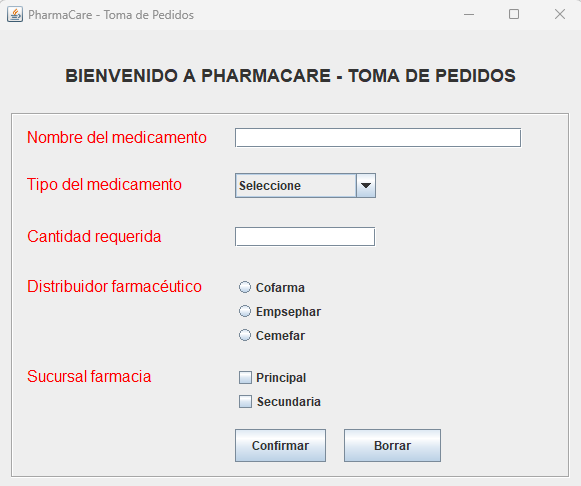 PharmaCare - Toma de Pedidos
BIENVENIDO A PHARMACARE - TOMA DE PEDIDOS
Nombre del medicamento
Tipo del medicamento Seleccione
Cantidad requerida
Distribuidor farmacéutico Cofarma
Empsephar
Cemefar
Sucursal farmacia Principal
Secundaria
Confirmar Borrar